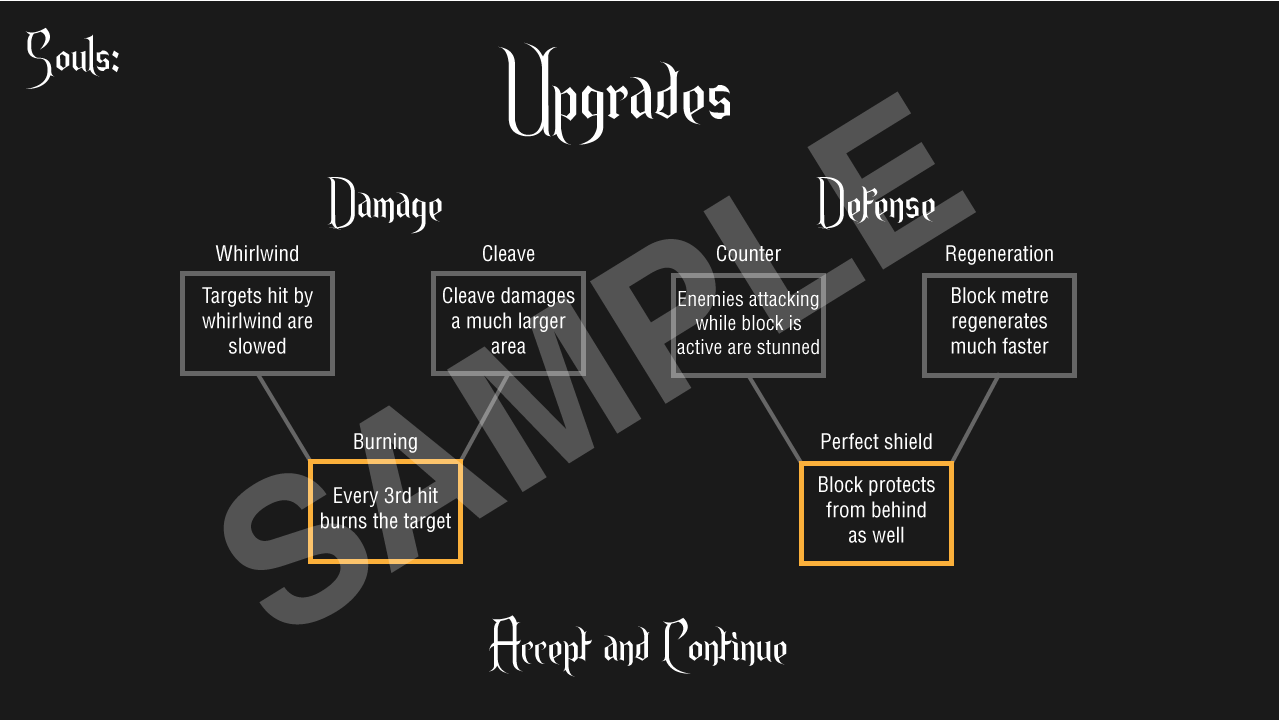 Souls:
Upgrades
Damage
Defense
Whirlwind
Cleave
Counter
Regeneration
Targets hit by
whirlwind are
slowed
Cleave damages
a much larger
area
Enemies attacking
while block is
active are stunned
Block metre
regenerates
much faster
Burning
Perfect shield
Every 3rd hit
burns the target
Block protects
from behind
as well
SAMPLE
Accept and Continue